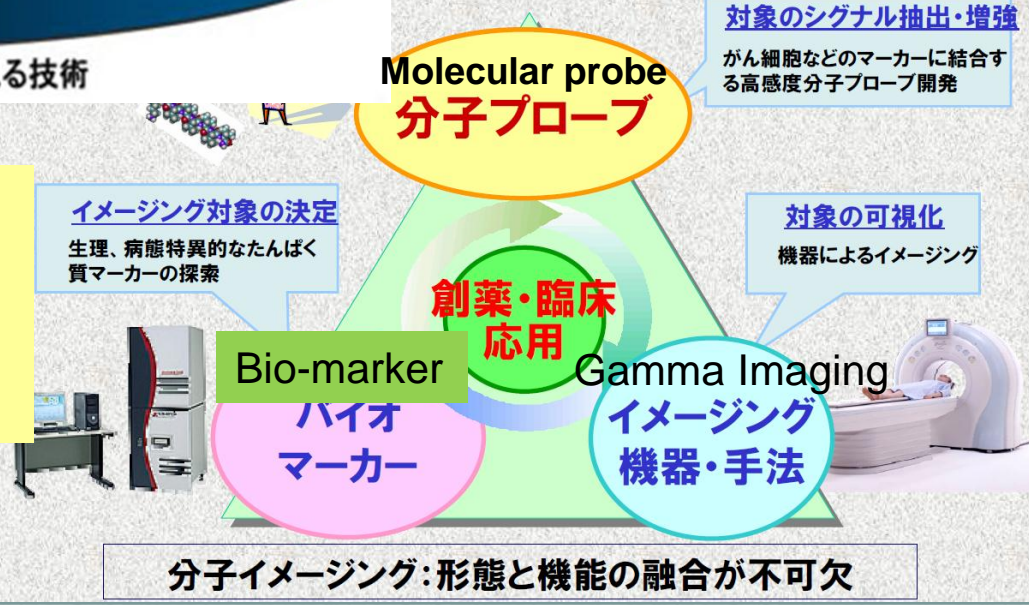 る技術
対象のシグナル抽出・増強
がん細胞などのマーカーに結合す
る高感度分子プローブ開発
Molecular probe
分子プローブ
イメージング対象の決定
生理、病態特異的なたんぱく
質マーカーの探索
対象の可視化
機器によるイメージング
創薬・臨床
応用
Bio-marker
Gamma Imaging
バイオ
マーカー
イメージング
機器・手法
分子イメージング：形態と機能の融合が不可欠